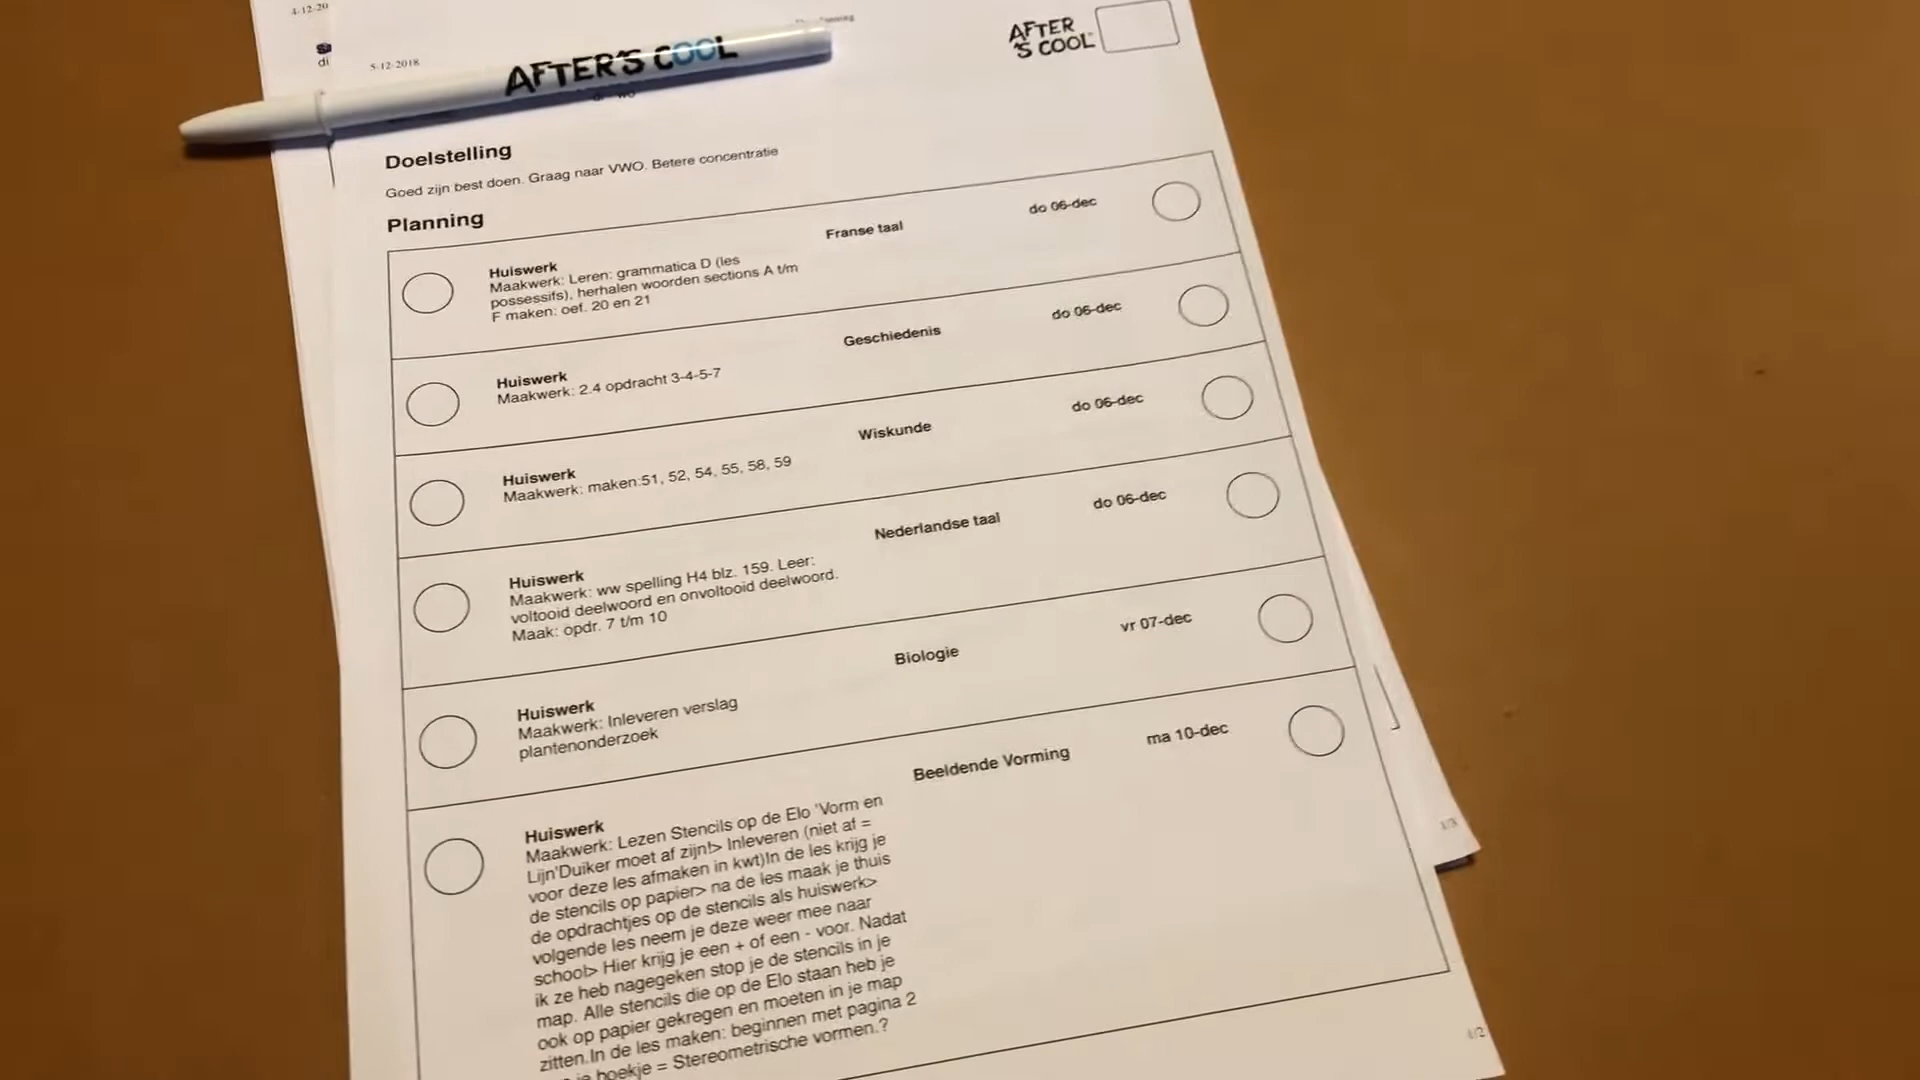 4-12-20
di
5-12-2018
AFTER'S COOL
AFTER
'S COOL
Doelstelling
Goed zijn best doen. Graag naar VWO. Betere concentratie
Planning
Huiswerk
Franse taal
do 06-dec
Maakwerk: Leren: grammatica D (les
possessifs), herhalen woorden sections A t/m
F maken: oef. 20 en 21
Huiswerk
Geschiedenis
do 06-dec
Maakwerk: 2.4 opdracht 3-4-5-7
Huiswerk
Wiskunde
do 06-dec
Maakwerk: maken:51, 52, 54, 55, 58, 59
Huiswerk
Nederlandse taal
do 06-dec
Maakwerk: ww spelling H4 blz. 159. Leer:
voltooid deelwoord en onvoltooid deelwoord.
Maak: opdr. 7 t/m 10
Huiswerk
Biologie
vr 07-dec
Maakwerk: Inleveren verslag
plantenonderzoek
Huiswerk
Beeldende Vorming
ma 10-dec
Maakwerk: Lezen Stencils op de Elo 'Vorm en
Lijn'Duiker moet af zijn!> Inleveren (niet af =
voor deze les afmaken in kwt)In de les krijg je
de stencils op papier> na de les maak je thuis
de opdrachtjes op de stencils als huiswerk>
volgende les neem je deze weer mee naar
school> Hier krijg je een + of een - voor. Nadat
ik ze heb nagegeken stop je de stencils in je
map. Alle stencils die op de Elo staan heb je
ook op papier gekregen en moeten in je map
zitten.In de les maken: beginnen met pagina 2
je boekje = Stereometrische vormen.?
1/3
1/2